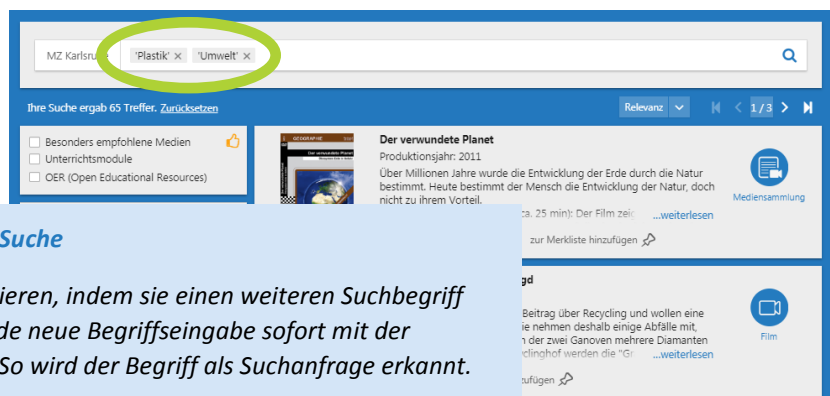 MZ Karlsruhe 'Plastik' × 'Umwelt' ×
Ihre Suche ergab 65 Treffer. Zurücksetzen
Relevanz
1/3
Besonders empfohlene Medien
Unterrichtsmodule
OER (Open Educational Resources)
GEOGRAPHIE
Der verwundete Planet
Produktionsjahr: 2011
Über Millionen Jahre wurde die Entwicklung der Erde durch die Natur
bestimmt. Heute bestimmt der Mensch die Entwicklung der Natur, doch
nicht zu ihrem Vorteil.
ca. 25 min): Der Film zeig ...weiterlesen
zur Merkliste hinzufügen
Mediensammlung
Suche
ieren, indem sie einen weiteren Suchbegriff
de neue Begriffseingabe sofort mit der
So wird der Begriff als Suchanfrage erkannt.
gd
Beitrag über Recycling und wollen eine
ie nehmen deshalb einige Abfälle mit,
n der zwei Ganoven mehrere Diamanten
yclinghof werden die "Gr ...weiterlesen
zufügen
Film